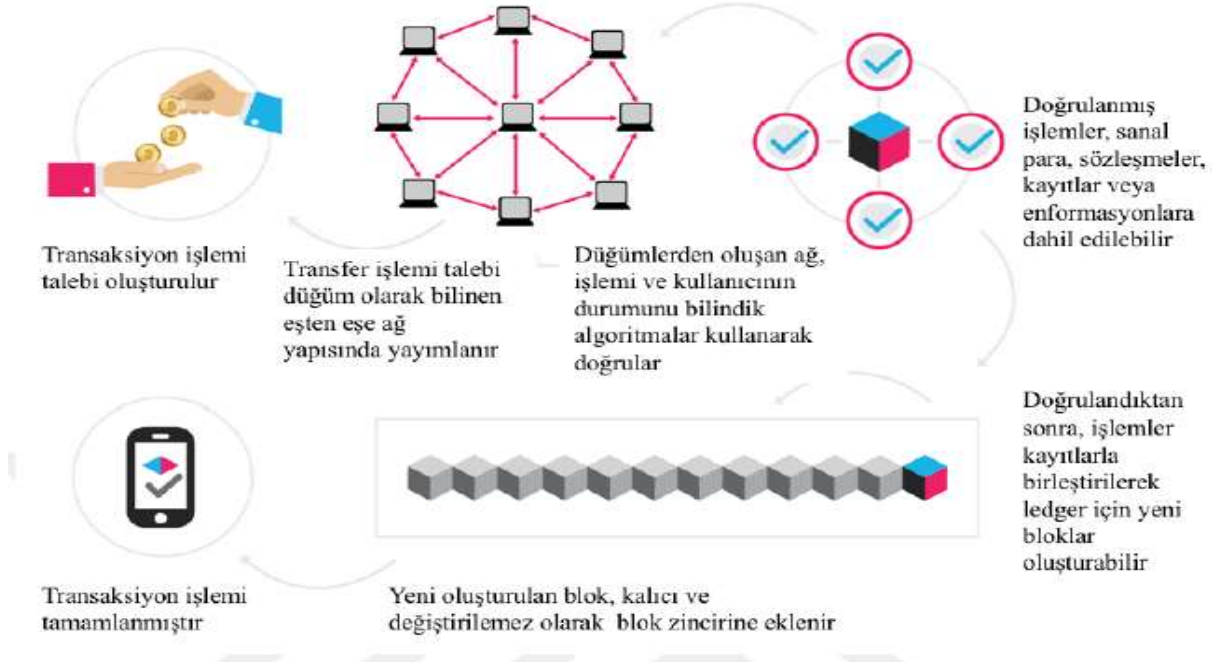 Transaksiyon işlemi
talebi oluşturulur
Transfer işlemi talebi
düğüm olarak bilinen
eşten eşe ağ
yapısında yayımlanır
Düğümlerden oluşan ağ,
işlemi ve kullanıcının
durumunu bilindik
algoritmalar kullanarak
doğrular
Doğrulanmış
işlemler, sanal
para, sözleşmeler,
kayıtlar veya
enformasyonlara
dahil edilebilir
Doğrulandıktan
sonra, işlemler
kayıtlarla
birleştirilerek
ledger için yeni
bloklar
oluşturabilir
Yeni oluşturulan blok, kalıcı ve
değiştirilemez olarak blok zincirine eklenir
Transaksiyon işlemi
tamamlanmıştır